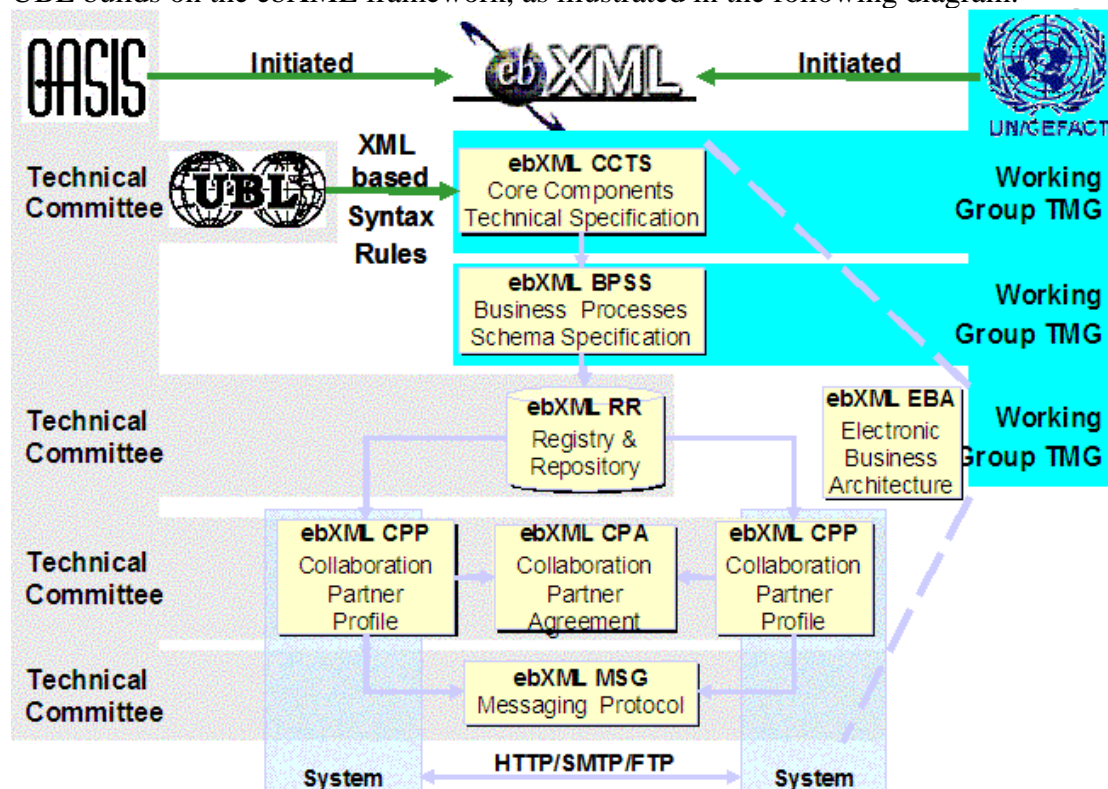 UBL builds on the ebXML framework, as illustrated in the following diagram.
OASIS
Initiated
ebXML
Initiated
UN/CEFACT
Technical
Committee
UBL
XML
based
Syntax
Rules
ebXML CCTS
Core Components
Technical Specification
Working
Group TMG
ebXML BPSS
Business Processes
Schema Specification
Working
Group TMG
Technical
Committee
ebXML RR
Registry &
Repository
ebXML EBA
Electronic
Business
Architecture
Working
Group TMG
Technical
Committee
ebXML CPP
Collaboration
Partner
Profile
ebXML CPA
Collaboration
Partner
Agreement
ebXML CPP
Collaboration
Partner
Profile
Technical
Committee
ebXML MSG
Messaging Protocol
System
HTTP/SMTP/FTP
System